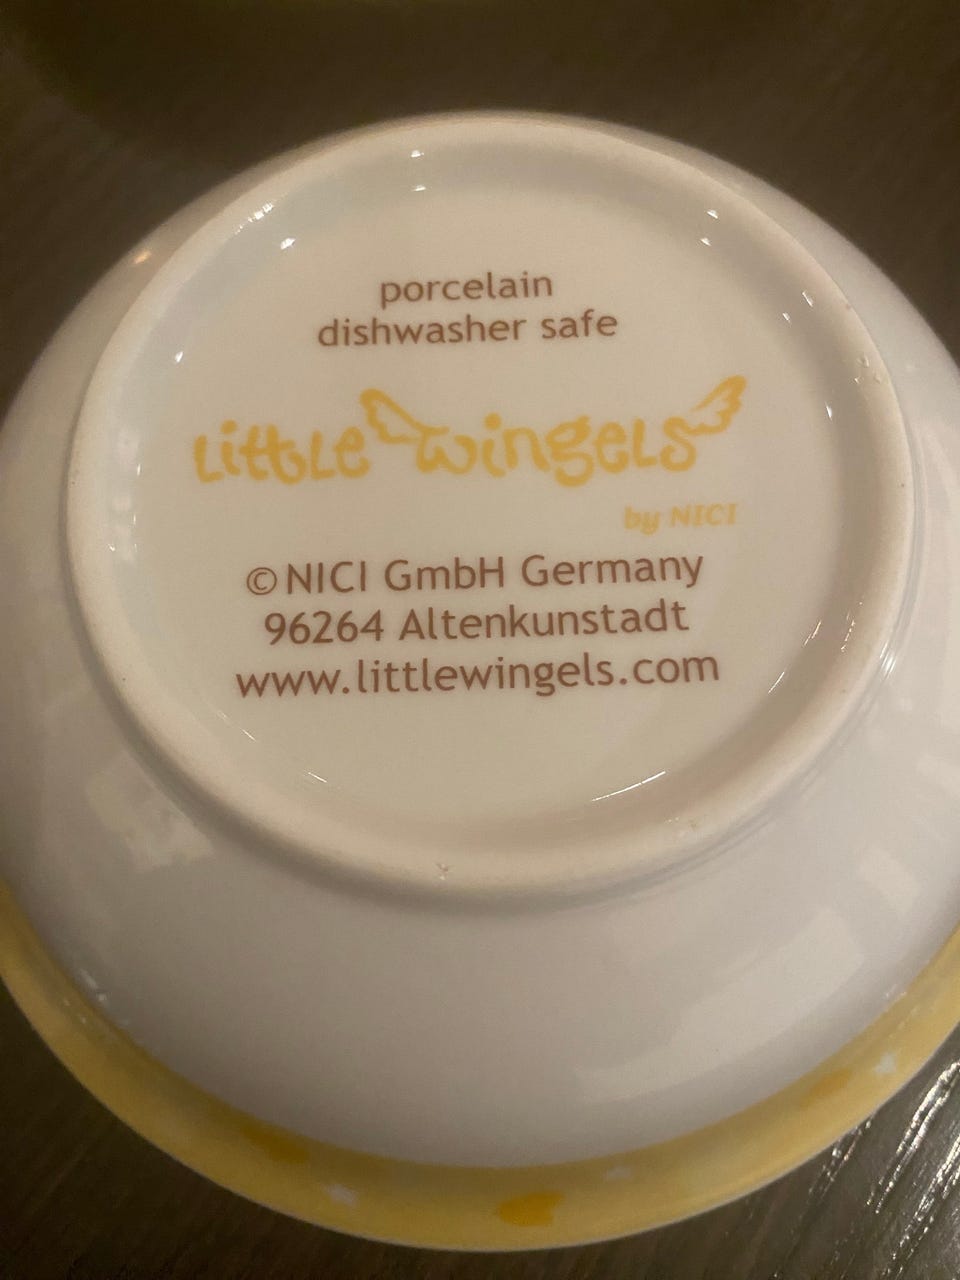 porcelain
dishwasher safe
Little wingels
by NICI
© NICI GmbH Germany
96264 Altenkunstadt
www.littlewingels.com